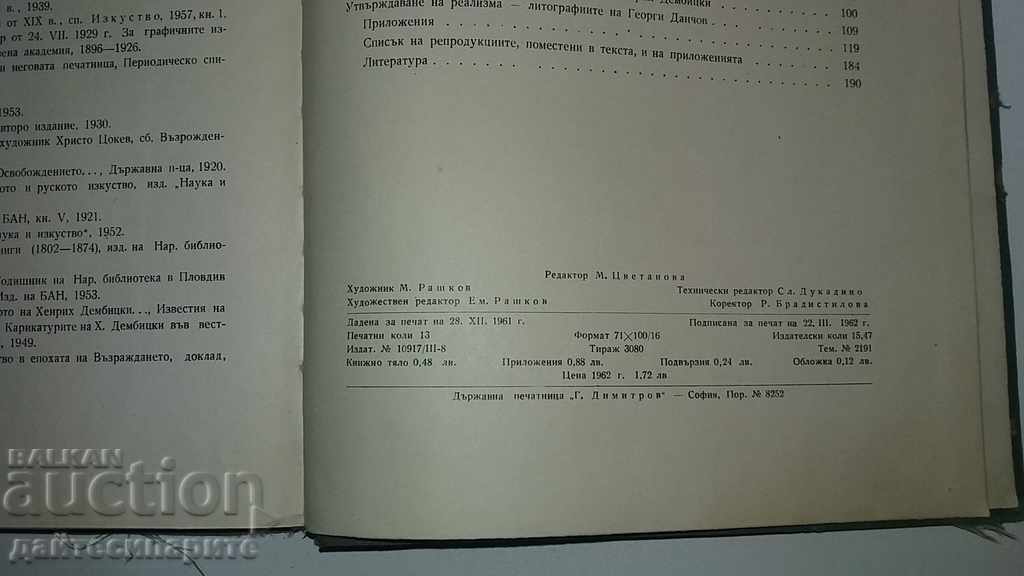 в., 1939.
от XIX в., сп. Изкуство, 1957, кн. 1.
р от 24. VII. 1929 г. За графичните из-
вена академия, 1896—1926.
и неговата печатница, Периодическо спи-
1953.
второ издание, 1930.
художник Христо Цокев, сб. Възрожден-
Освобождението..., Държавна п-ца, 1920.
ото и руското изкуство, изд. „Наука и
БАН, кн. V, 1921.
ука и изкуство", 1952.
ниги (1802—1874), изд. на Нар. библио-
одишник на Нар. библиотека в Пловдив
Изд. на БАН, 1953.
ото на Хенрих Дембицки..., Известия на
Карикатурите на Х. Дембицки във вест-
, 1949.
тво в епохата на Възраждането, доклад,
Дембицки . . . 100
Утвърждаване на реализма — литографиите на Георги Данчов . . . 109
Приложения . . . 119
Списък на репродукциите, поместени в текста, и на приложенията . . . 184
Литература . . . 190
Редактор М. Цветанова
Художник М. Рашков Технически редактор Сл. Дукадино
Художествен редактор Ем. Рашков Коректор Р. Брадистилова
Дадена за печат на 28. XII. 1961 г. Подписана за печат на 22. III. 1962 г.
Печатни коли 13 Формат 71×100/16 Издателски коли 15,47
Издат. № 10917/III-8 Тираж 3080 Тем. № 2191
Книжно тяло 0,48 лв. Приложения 0,88 лв. Подвързия 0,24 лв. Обложка 0,12 лв.
Цена 1962 г. 1,72 лв
Държавна печатница „Г. Димитров" — София, Пор. № 8252
BALKAN
auction
дайтесипарите